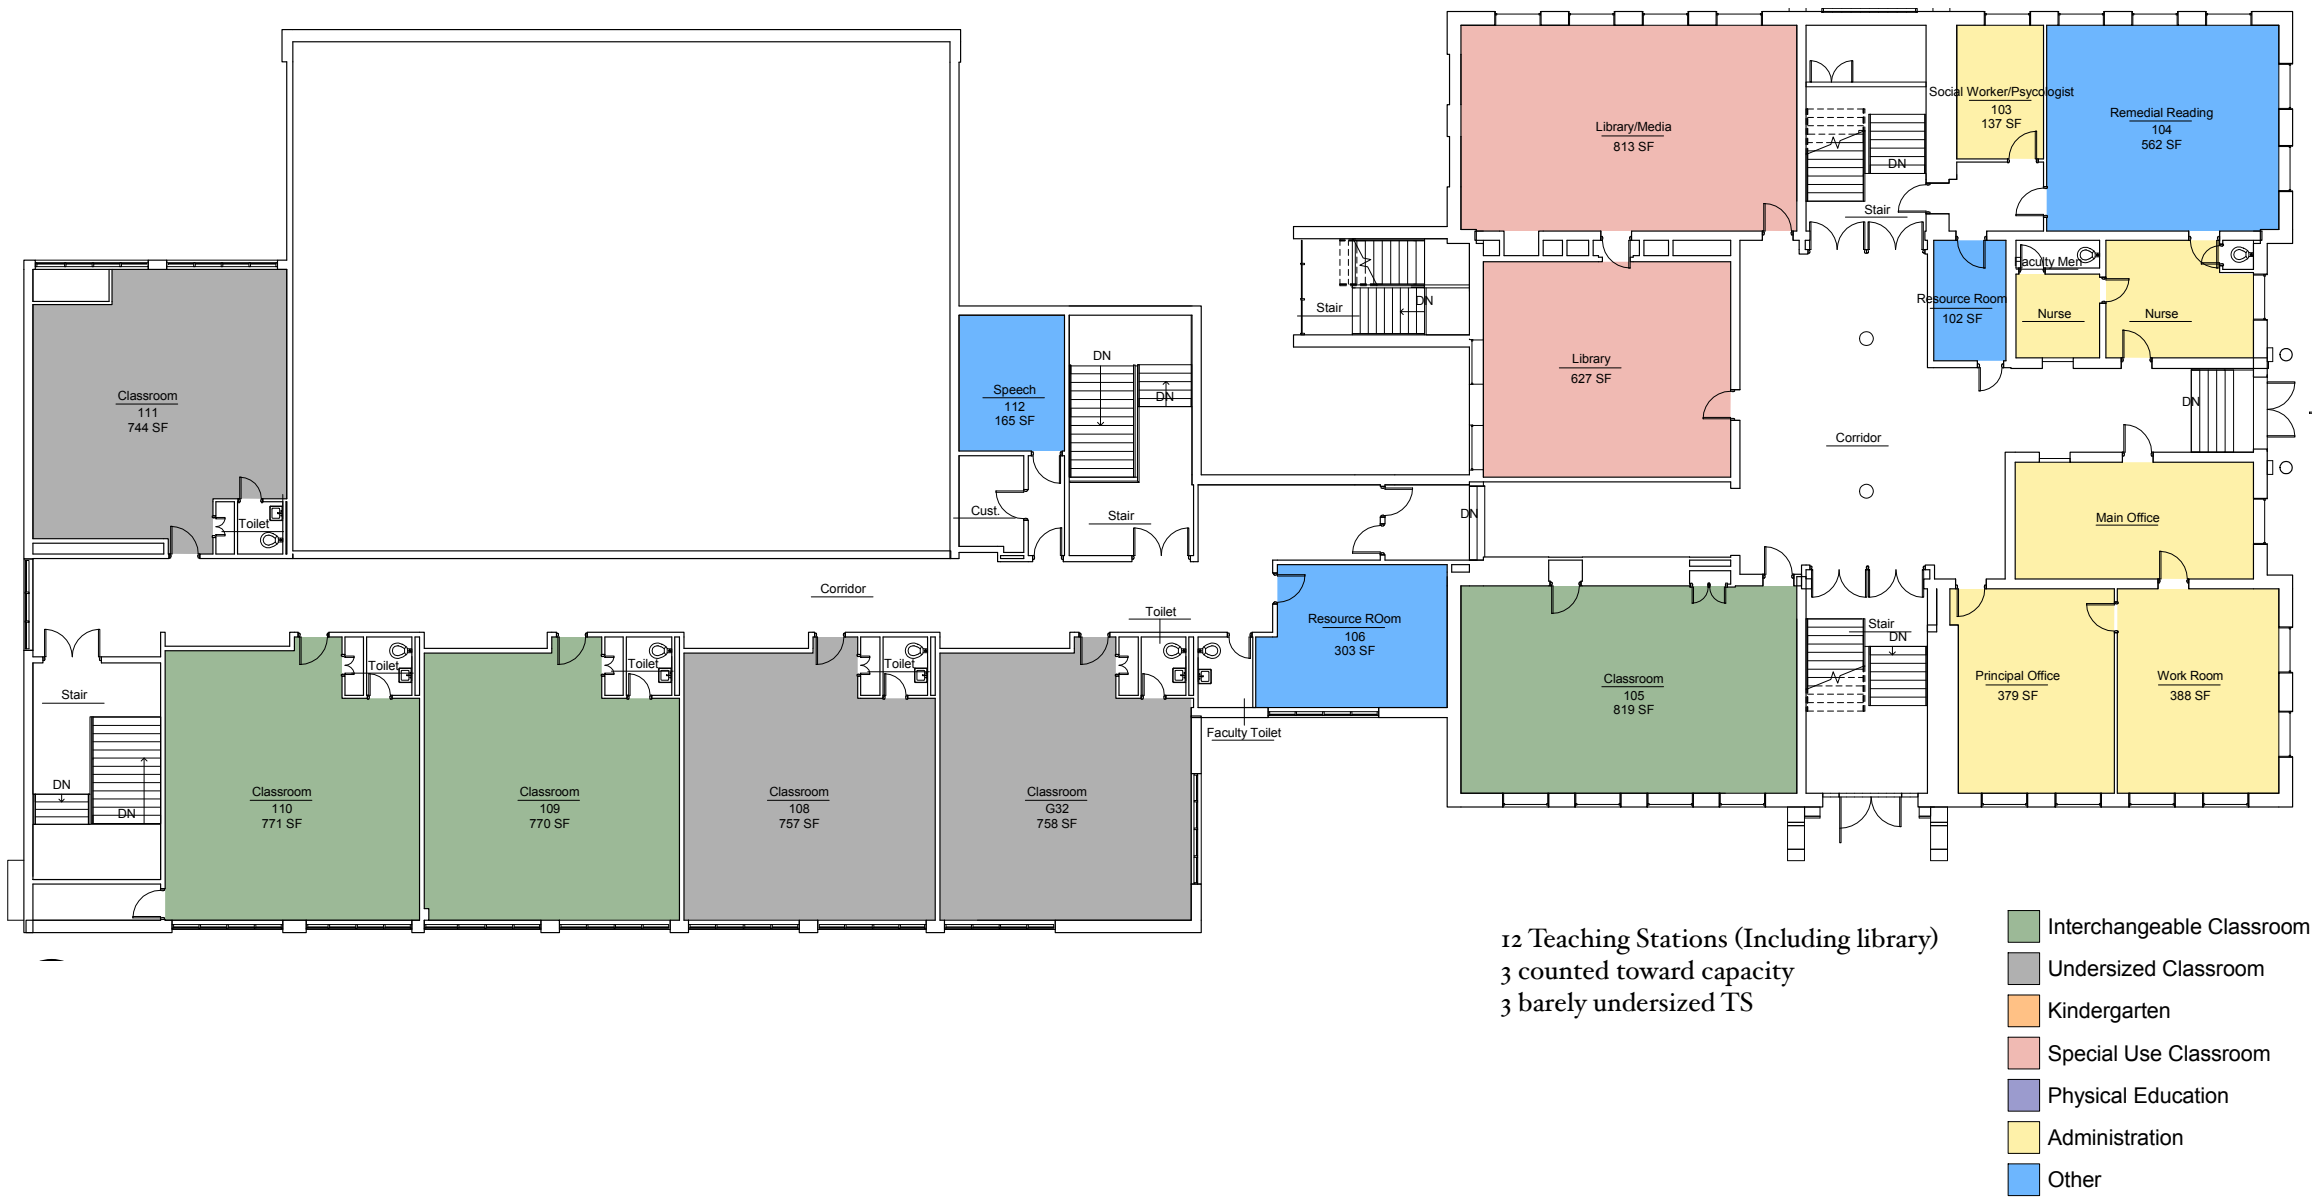 Library/Media
813 SF
Social Worker/Psycologist
103
137 SF
Remedial Reading
104
562 SF
DN
Stair
Faculty Men
Resource Room
102 SF
Nurse
Nurse
Stair
DN
Library
627 SF
DN
Classroom
111
744 SF
Toilet
Speech
112
165 SF
DN
DN
Cust.
Stair
DN
Corridor
Main Office
Corridor
Toilet
Resource ROom
106
303 SF
Stair
DN
Toilet
Toilet
Toilet
Stair
DN
DN
Faculty Toilet
Classroom
105
819 SF
Principal Office
379 SF
Work Room
388 SF
Classroom
110
771 SF
Classroom
109
770 SF
Classroom
108
757 SF
Classroom
G32
758 SF
12 Teaching Stations (Including library)
3 counted toward capacity
3 barely undersized TS
Interchangeable Classroom
Undersized Classroom
Kindergarten
Special Use Classroom
Physical Education
Administration
Other